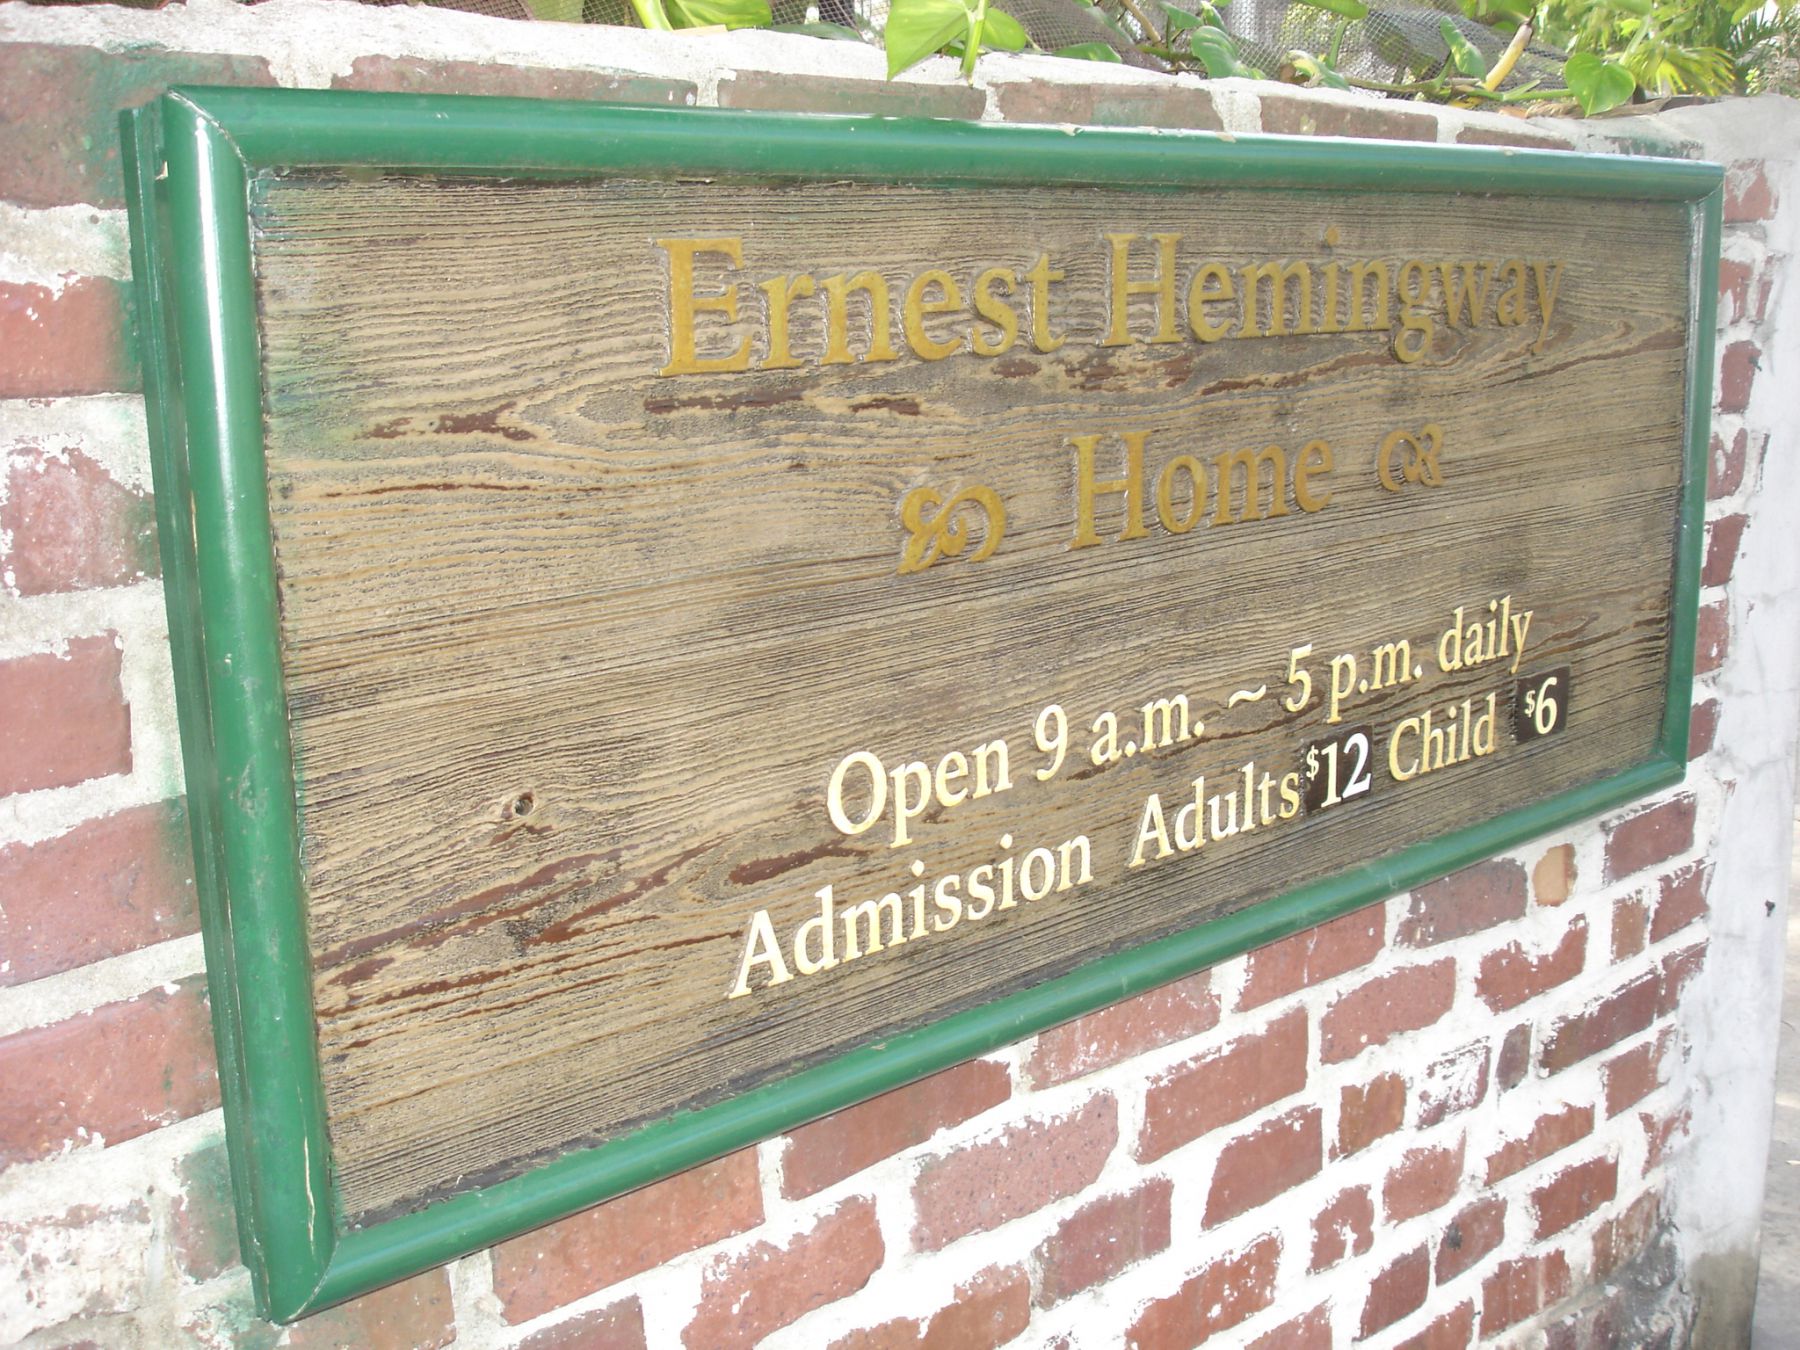 Ernest Hemingway
Home
Open 9 a.m. ~ 5 p.m. daily
Admission Adults $12 Child $6